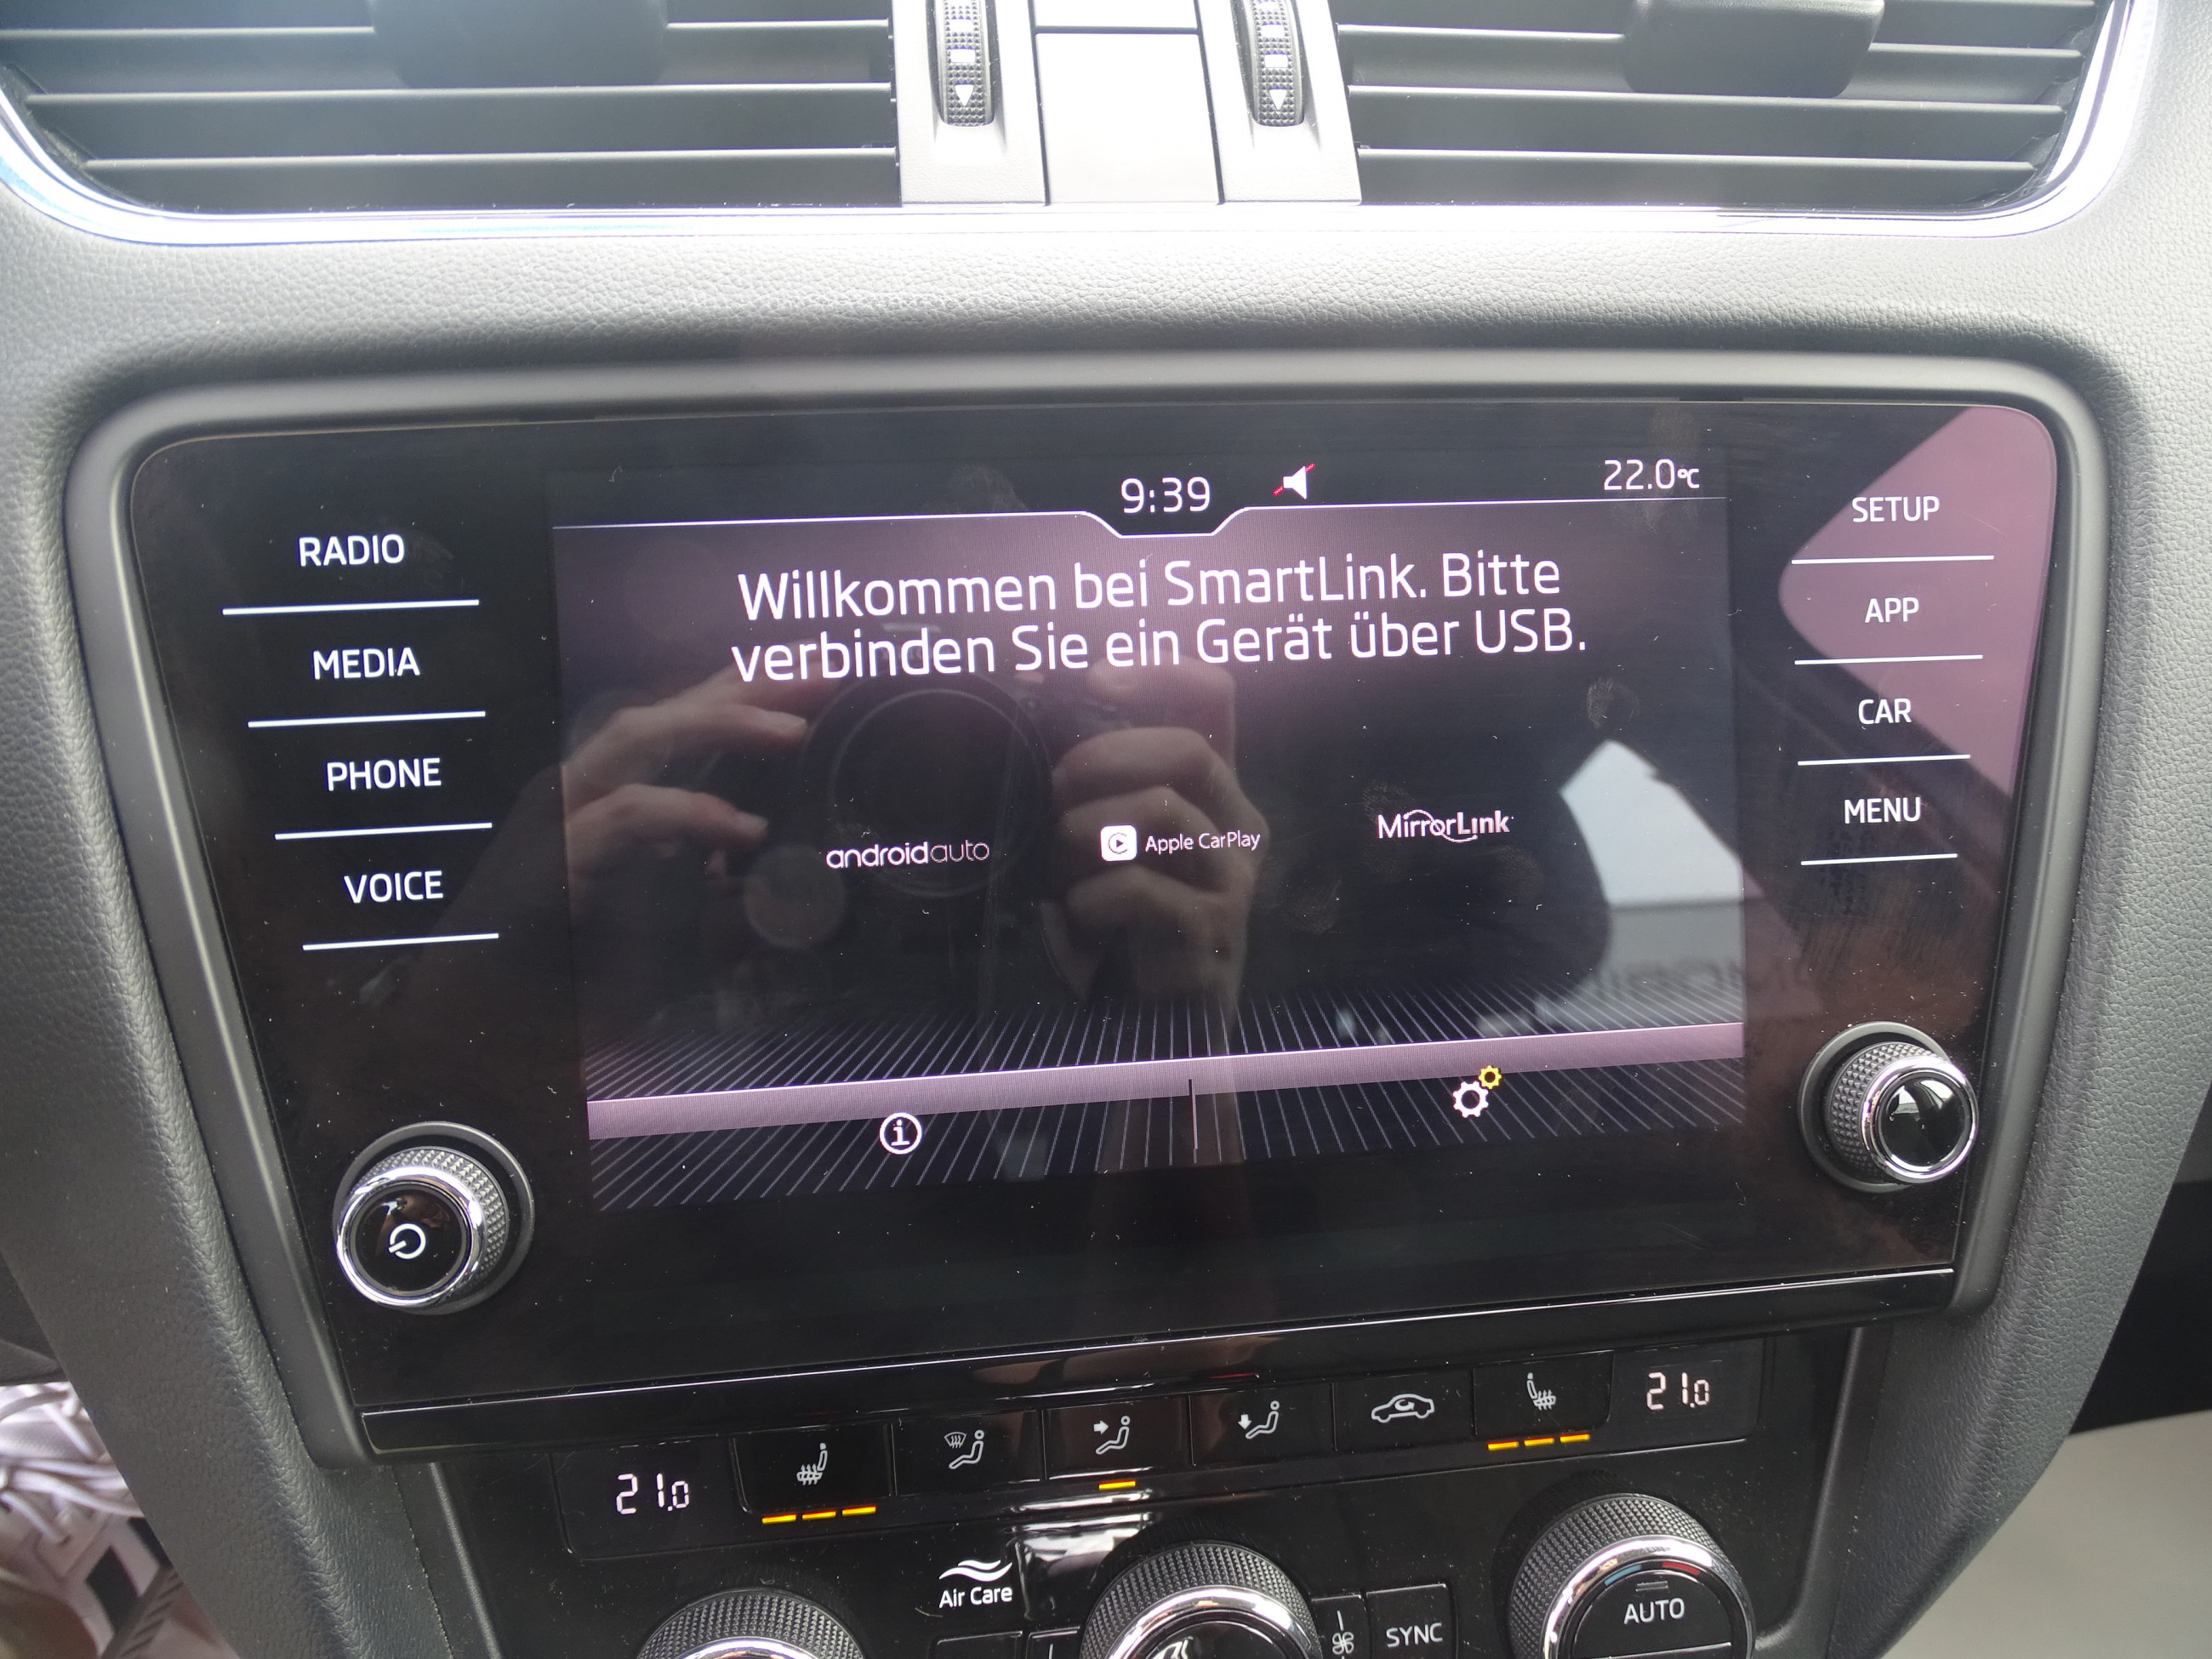 9:39
22.0°C
RADIO
MEDIA
PHONE
VOICE
Willkommen bei SmartLink. Bitte
verbinden Sie ein Gerät über USB.
androidauto
Apple CarPlay
MirrorLink
SETUP
APP
CAR
MENU
21.0
21.0
Air Care
SYNC
AUTO